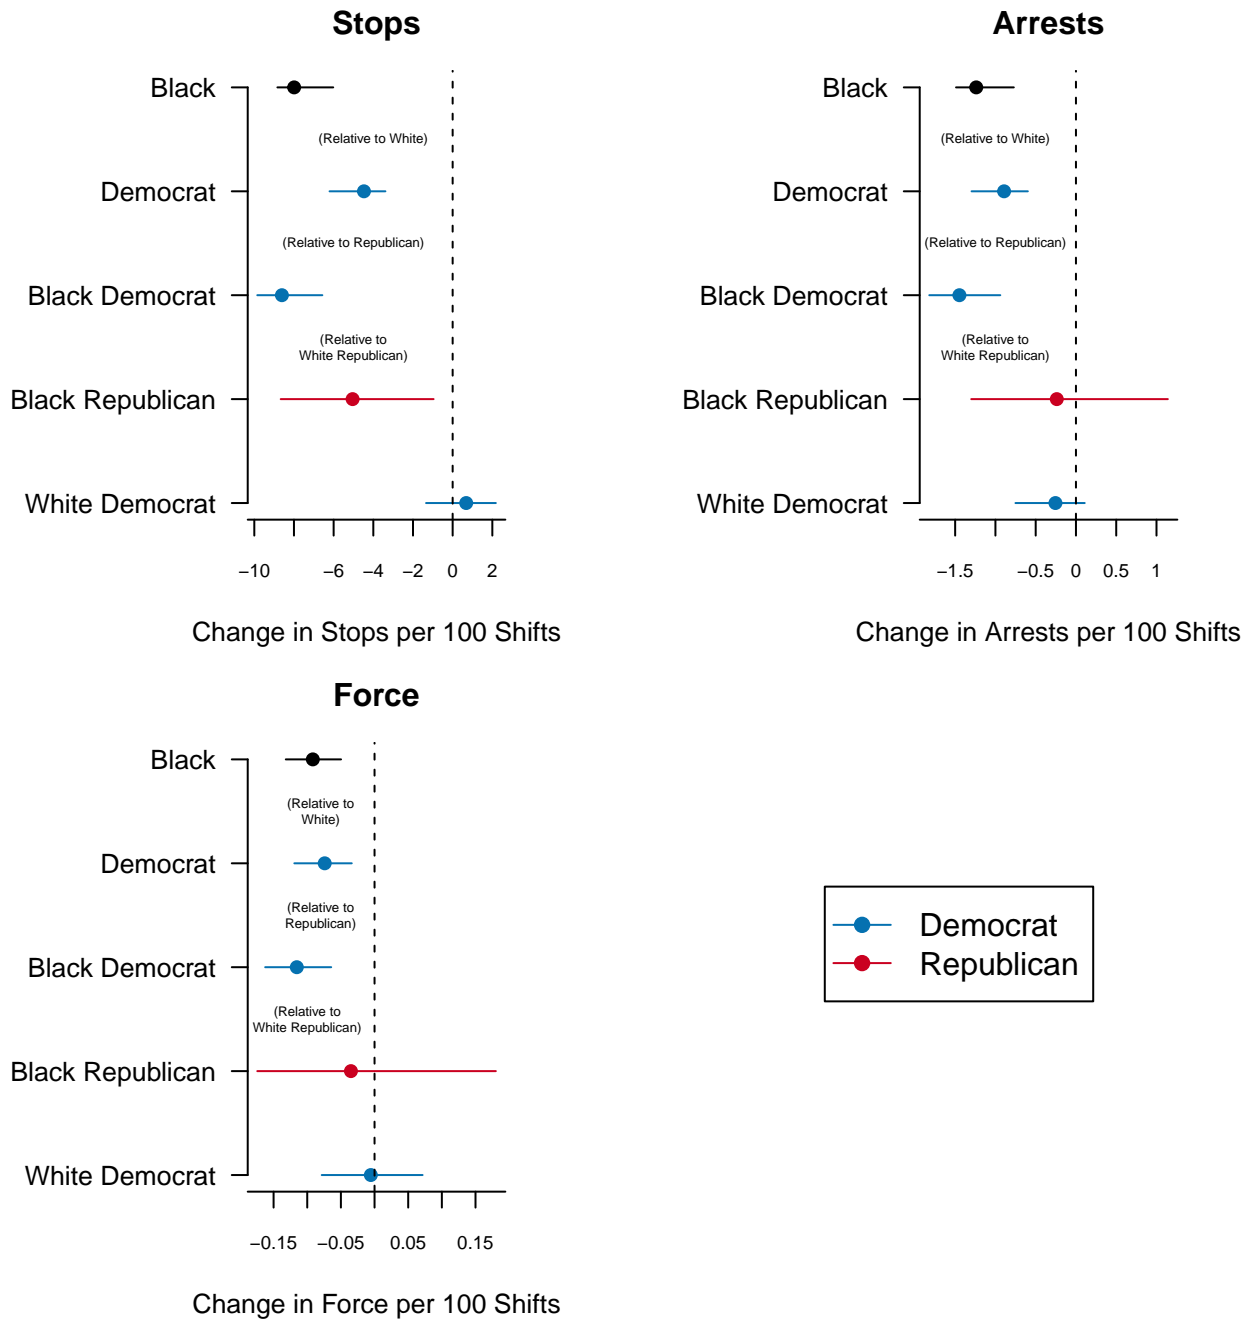 Stops
Black
(Relative to White)
Democrat
(Relative to Republican)
Black Democrat
(Relative to
White Republican)
Black Republican
White Democrat
−10 −6 −4 −2 0 2
Change in Stops per 100 Shifts
Arrests
Black
(Relative to White)
Democrat
(Relative to Republican)
Black Democrat
(Relative to
White Republican)
Black Republican
White Democrat
−1.5 −0.5 0 0.5 1
Change in Arrests per 100 Shifts
Force
Black
(Relative to
White)
Democrat
(Relative to
Republican)
Black Democrat
(Relative to
White Republican)
Black Republican
White Democrat
−0.15 −0.05 0.05 0.15
Change in Force per 100 Shifts
Democrat
Republican